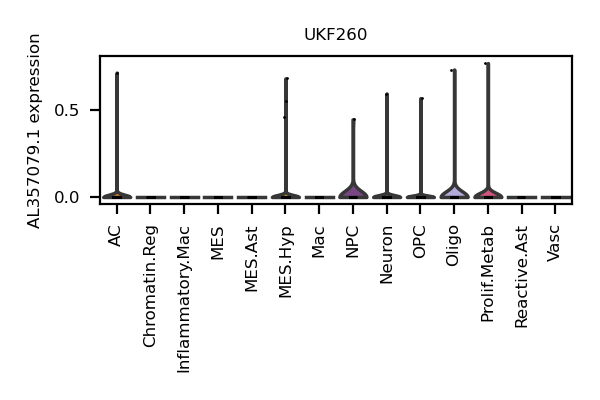 UKF260
AL357079.1 expression
0.5
0.0
AC
Chromatin.Reg
Inflammatory.Mac
MES
MES.Ast
MES.Hyp
Mac
NPC
Neuron
OPC
Oligo
Prolif.Metab
Reactive.Ast
Vasc